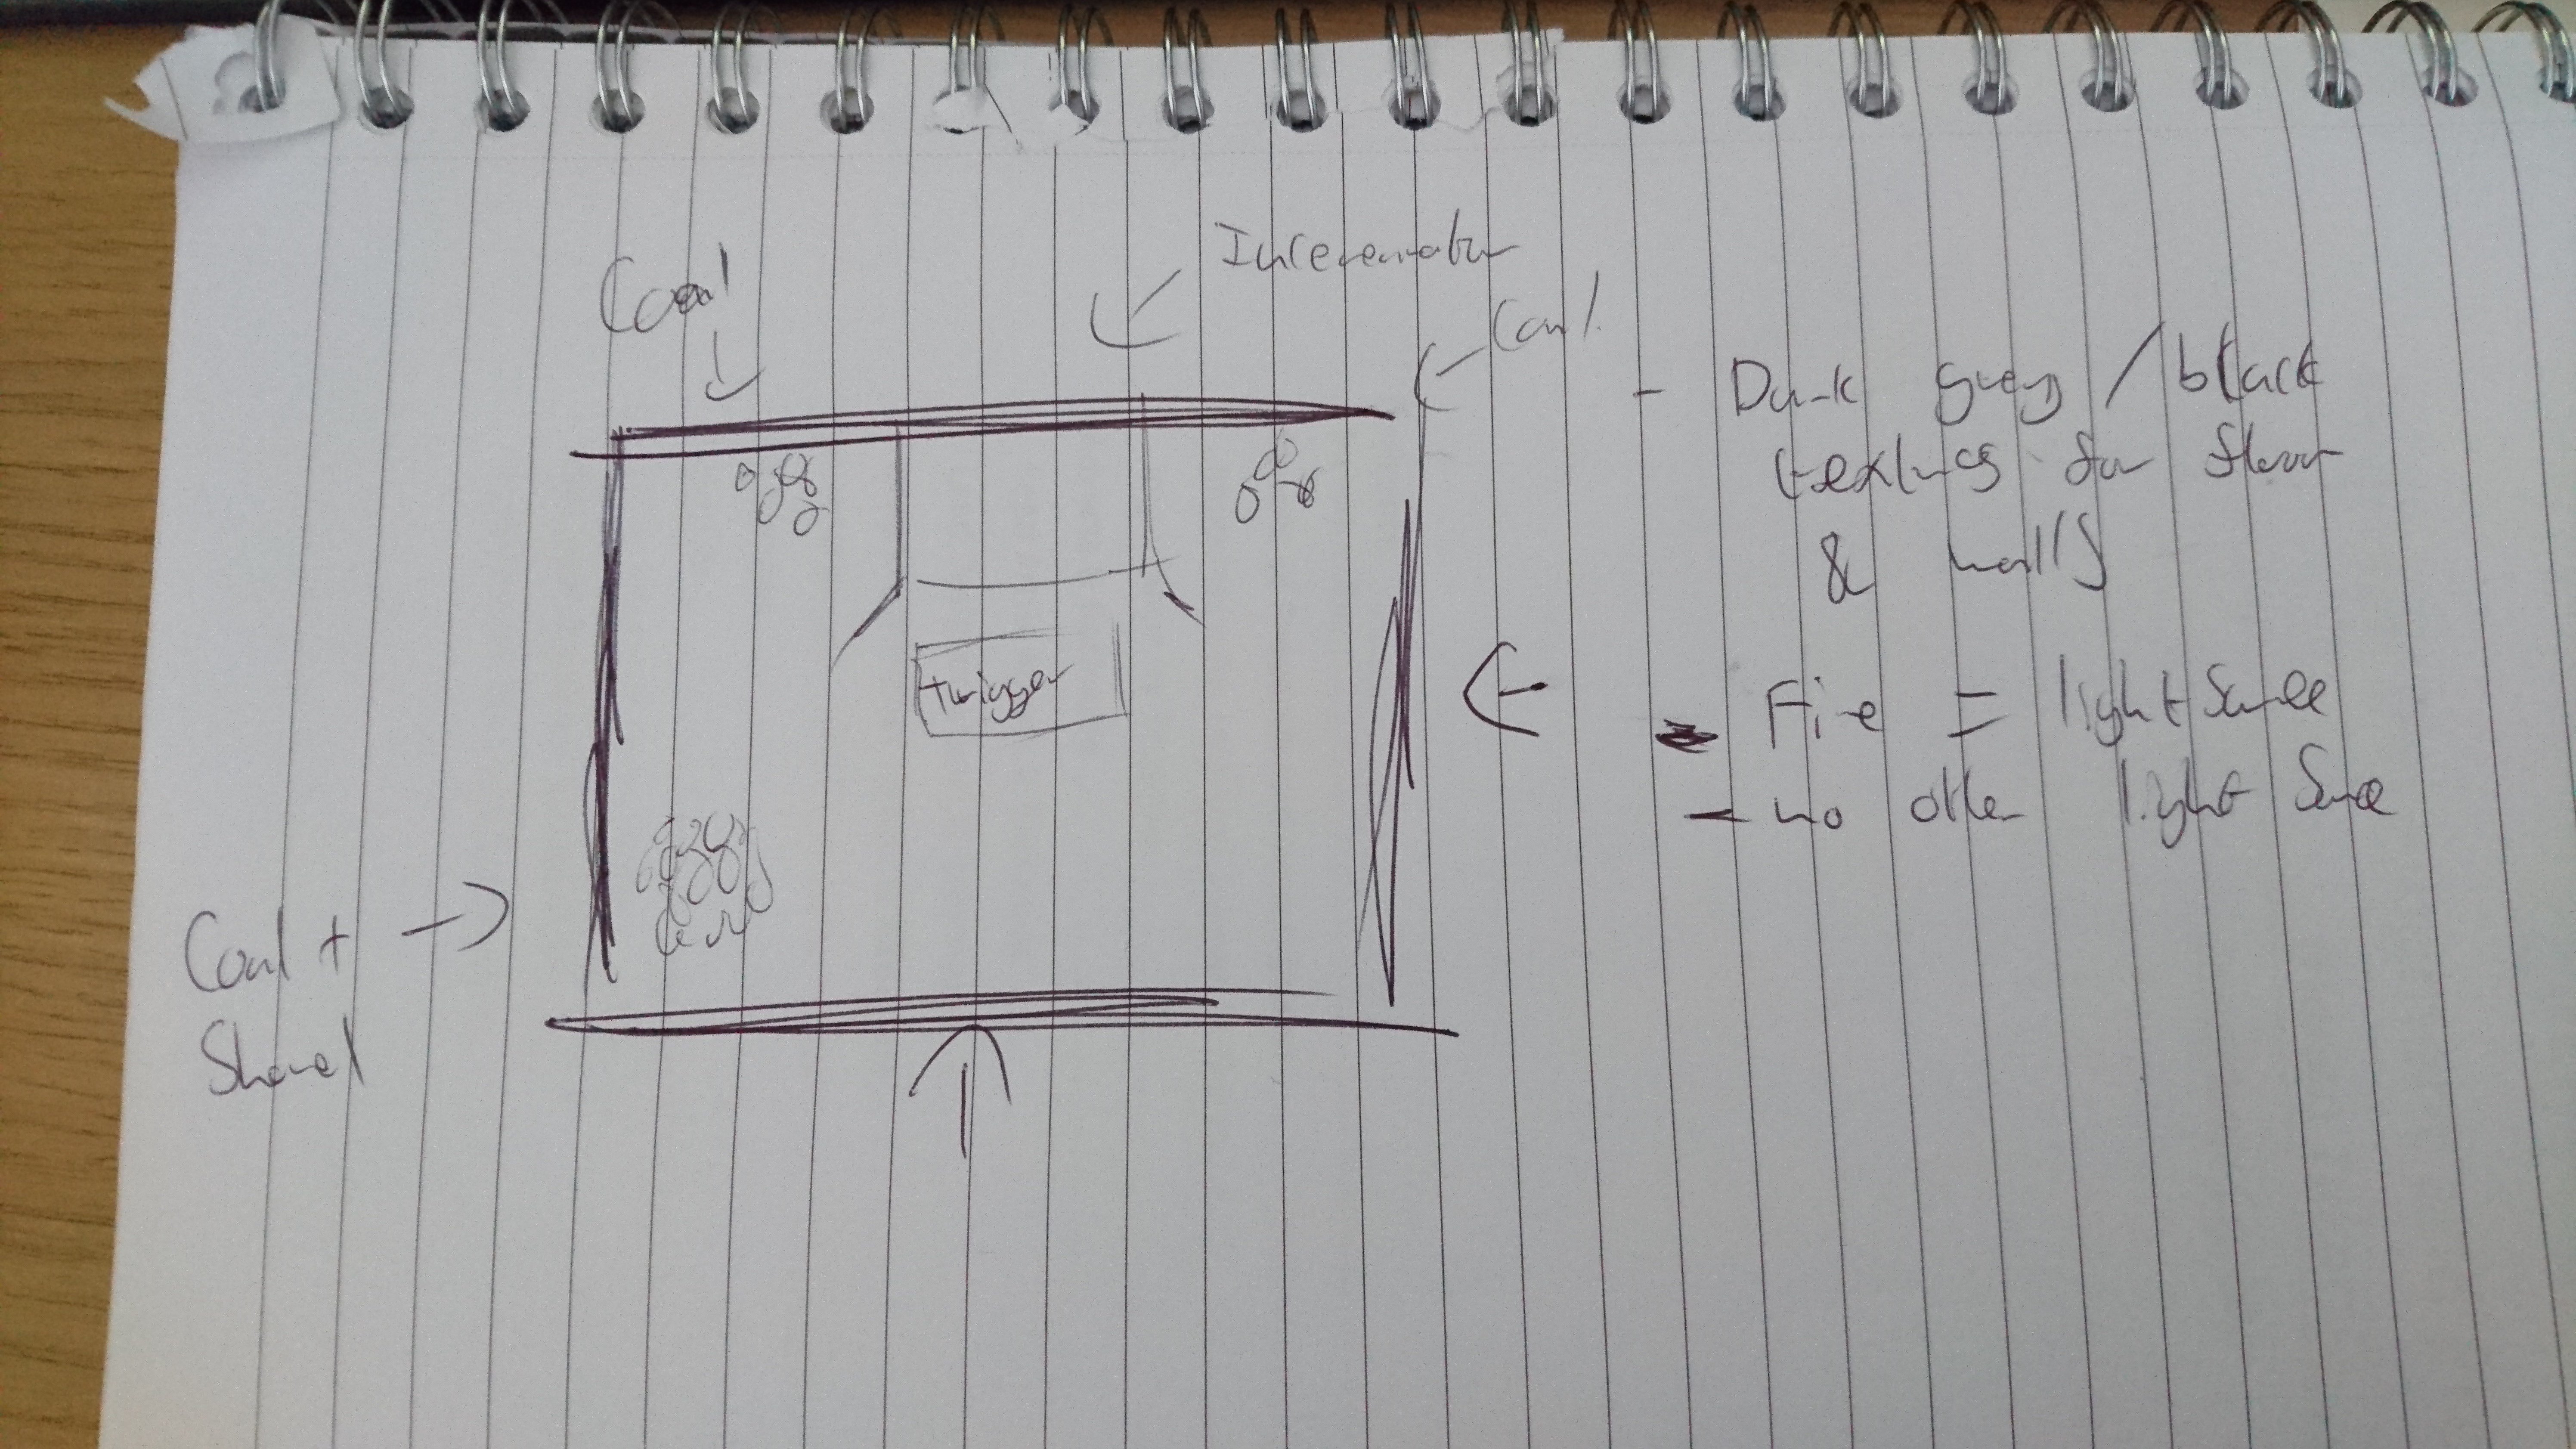 Coal
Incenerator
Coal.
trigger
Coal +
Shovel
- Dark grey / black
textures for floor
& walls
- Fire = light Source
- no other light Source